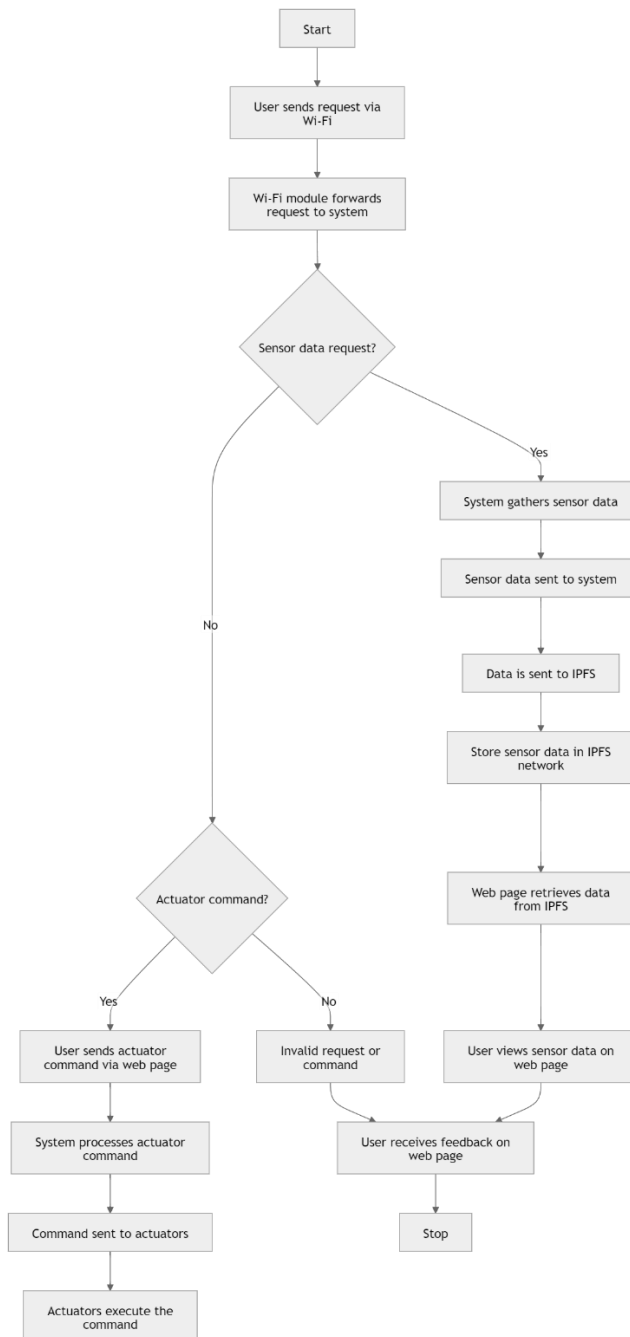 Start
User sends request via
Wi-Fi
Wi-Fi module forwards
request to system
Sensor data request?
Yes
System gathers sensor data
Sensor data sent to system
No
Data is sent to IPFS
Store sensor data in IPFS
network
Actuator command?
Web page retrieves data
from IPFS
Yes
No
User sends actuator
command via web page
Invalid request or
command
User views sensor data on
web page
System processes actuator
command
User receives feedback on
web page
Command sent to actuators
Stop
Actuators execute the
command